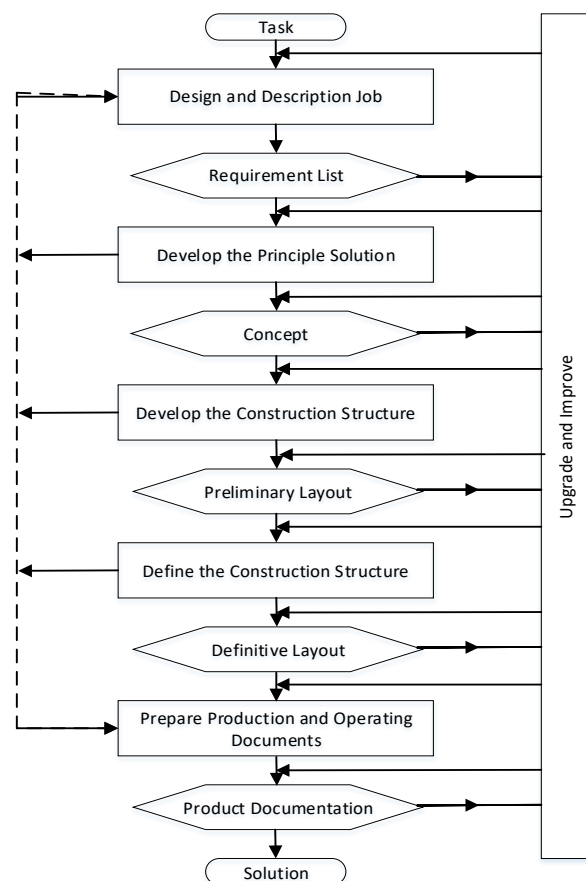 Task
Design and Description Job
Requirement List
Develop the Principle Solution
Concept
Develop the Construction Structure
Preliminary Layout
Define the Construction Structure
Definitive Layout
Prepare Production and Operating
Documents
Product Documentation
Solution
Upgrade and Improve